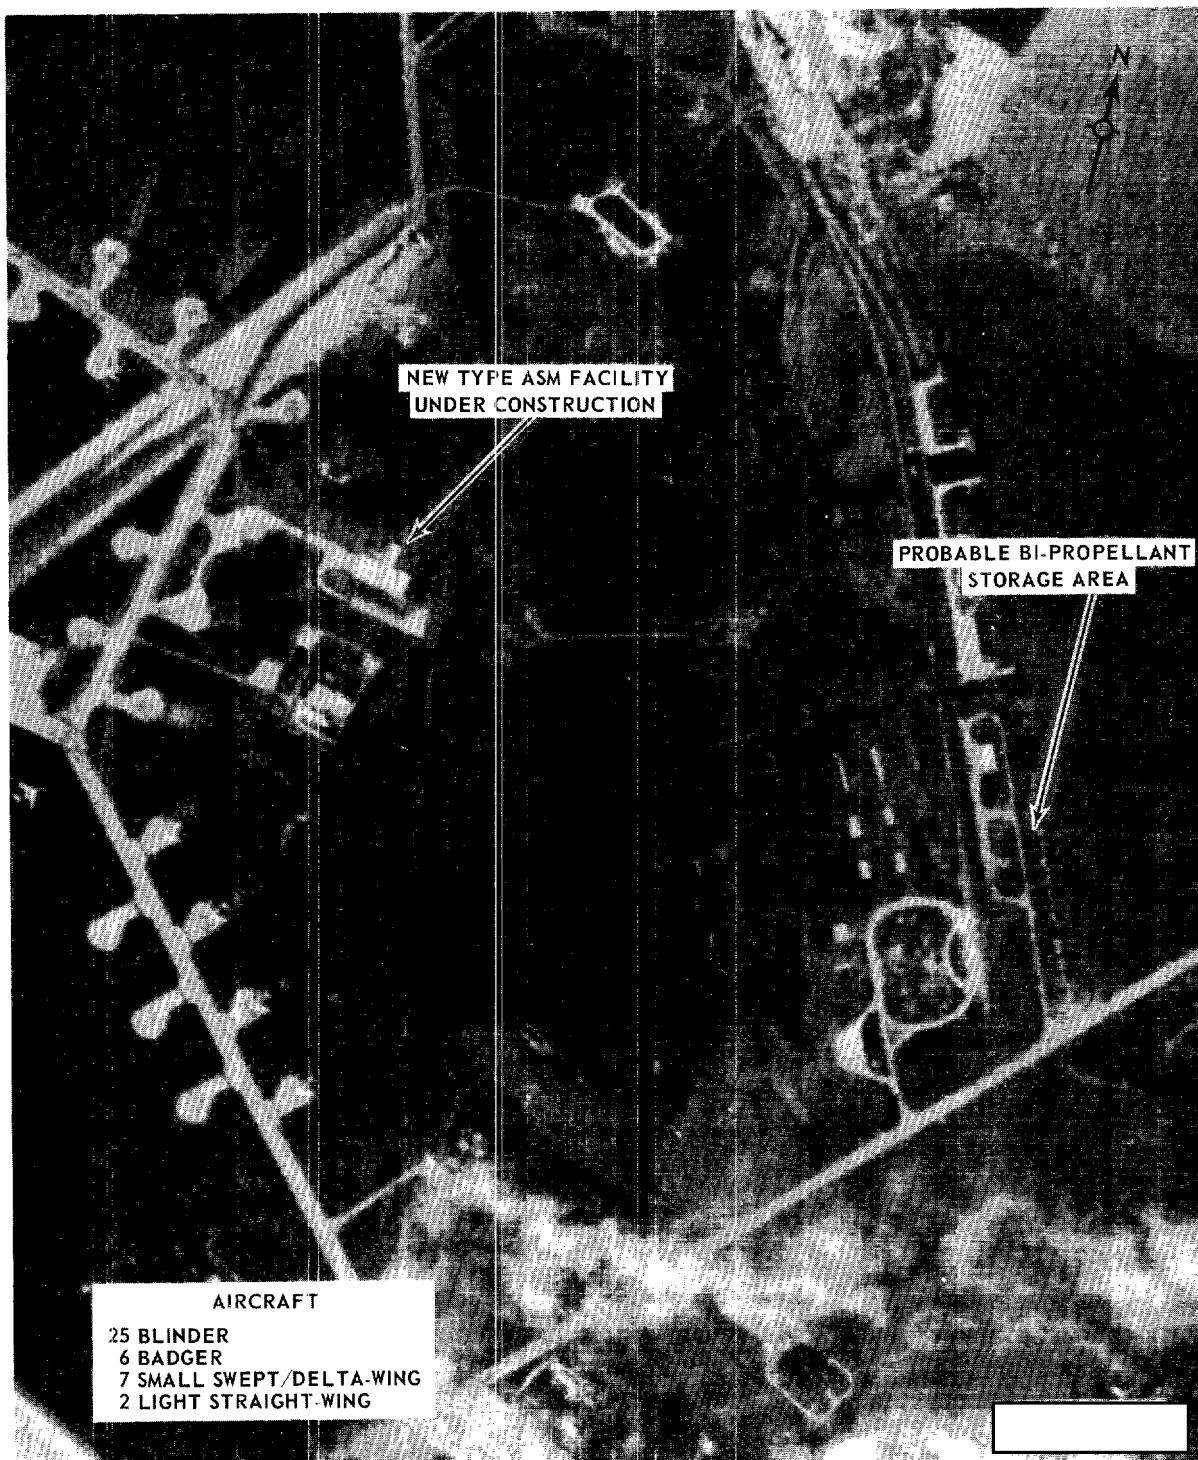 N
NEW TYPE ASM FACILITY
UNDER CONSTRUCTION
PROBABLE BI-PROPELLANT
STORAGE AREA
AIRCRAFT
25 BLINDER
6 BADGER
7 SMALL SWEPT/DELTA-WING
2 LIGHT STRAIGHT-WING